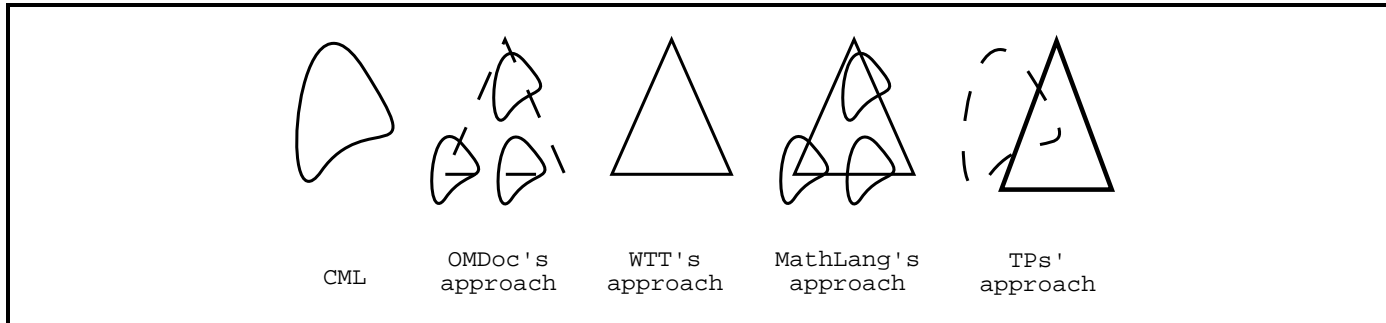 CML
OMDoc's
approach
WTT's
approach
MathLang's
approach
TPs'
approach